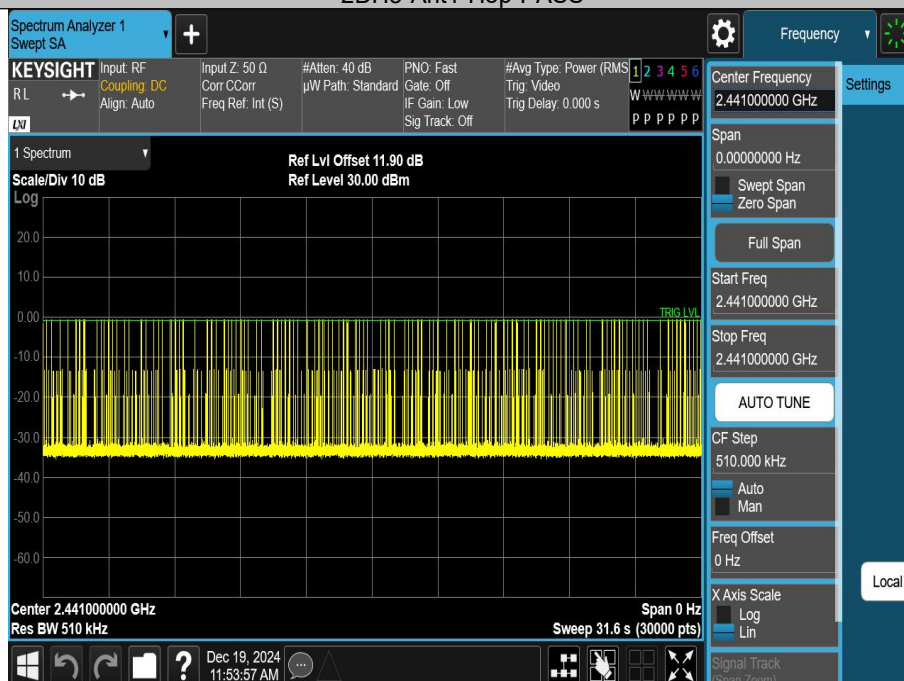 Spectrum Analyzer 1
Swept SA
+
Frequency
KEYSIGHT
RL
LXI
Input: RF
Coupling: DC
Align: Auto
Input Z: 50 Ω
Corr CCorr
Freq Ref: Int (S)
#Atten: 40 dB
µW Path: Standard
PNO: Fast
Gate: Off
IF Gain: Low
Sig Track: Off
#Avg Type: Power (RMS
Trig: Video
Trig Delay: 0.000 s
1 2 3 4 5 6
W W W W W W
P P P P P P
1 Spectrum
Scale/Div 10 dB
Ref Lvl Offset 11.90 dB
Ref Level 30.00 dBm
Log
20.0
10.0
0.00
-10.0
-20.0
-30.0
-40.0
-50.0
-60.0
TRIG LVL
Center 2.441000000 GHz
Res BW 510 kHz
Span 0 Hz
Sweep 31.6 s (30000 pts)
Center Frequency
2.441000000 GHz
Span
0.00000000 Hz
Swept Span
Zero Span
Full Span
Start Freq
2.441000000 GHz
Stop Freq
2.441000000 GHz
AUTO TUNE
CF Step
510.000 kHz
Auto
Man
Freq Offset
0 Hz
X Axis Scale
Log
Lin
Signal Track
(Span Zoom)
Settings
Local
?
Dec 19, 2024
11:53:57 AM